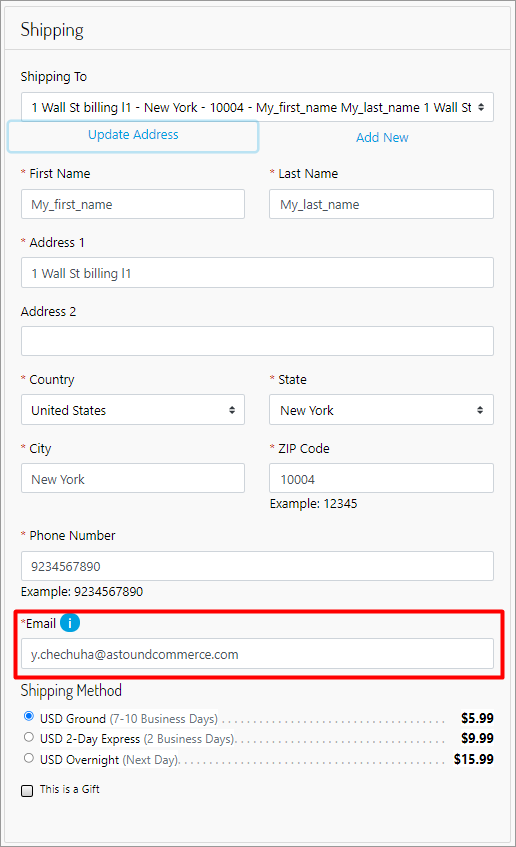 Shipping
Shipping To
1 Wall St billing l1 - New York - 10004 - My_first_name My_last_name 1 Wall St
Update Address
Add New
* First Name
* Last Name
My_first_name
My_last_name
* Address 1
1 Wall St billing l1
Address 2
* Country
* State
United States
New York
* City
* ZIP Code
New York
10004
Example: 12345
* Phone Number
9234567890
Example: 9234567890
*Email i
y.chechuha@astoundcommerce.com
Shipping Method
USD Ground (7-10 Business Days) $5.99
USD 2-Day Express (2 Business Days) $9.99
USD Overnight (Next Day) $15.99
This is a Gift